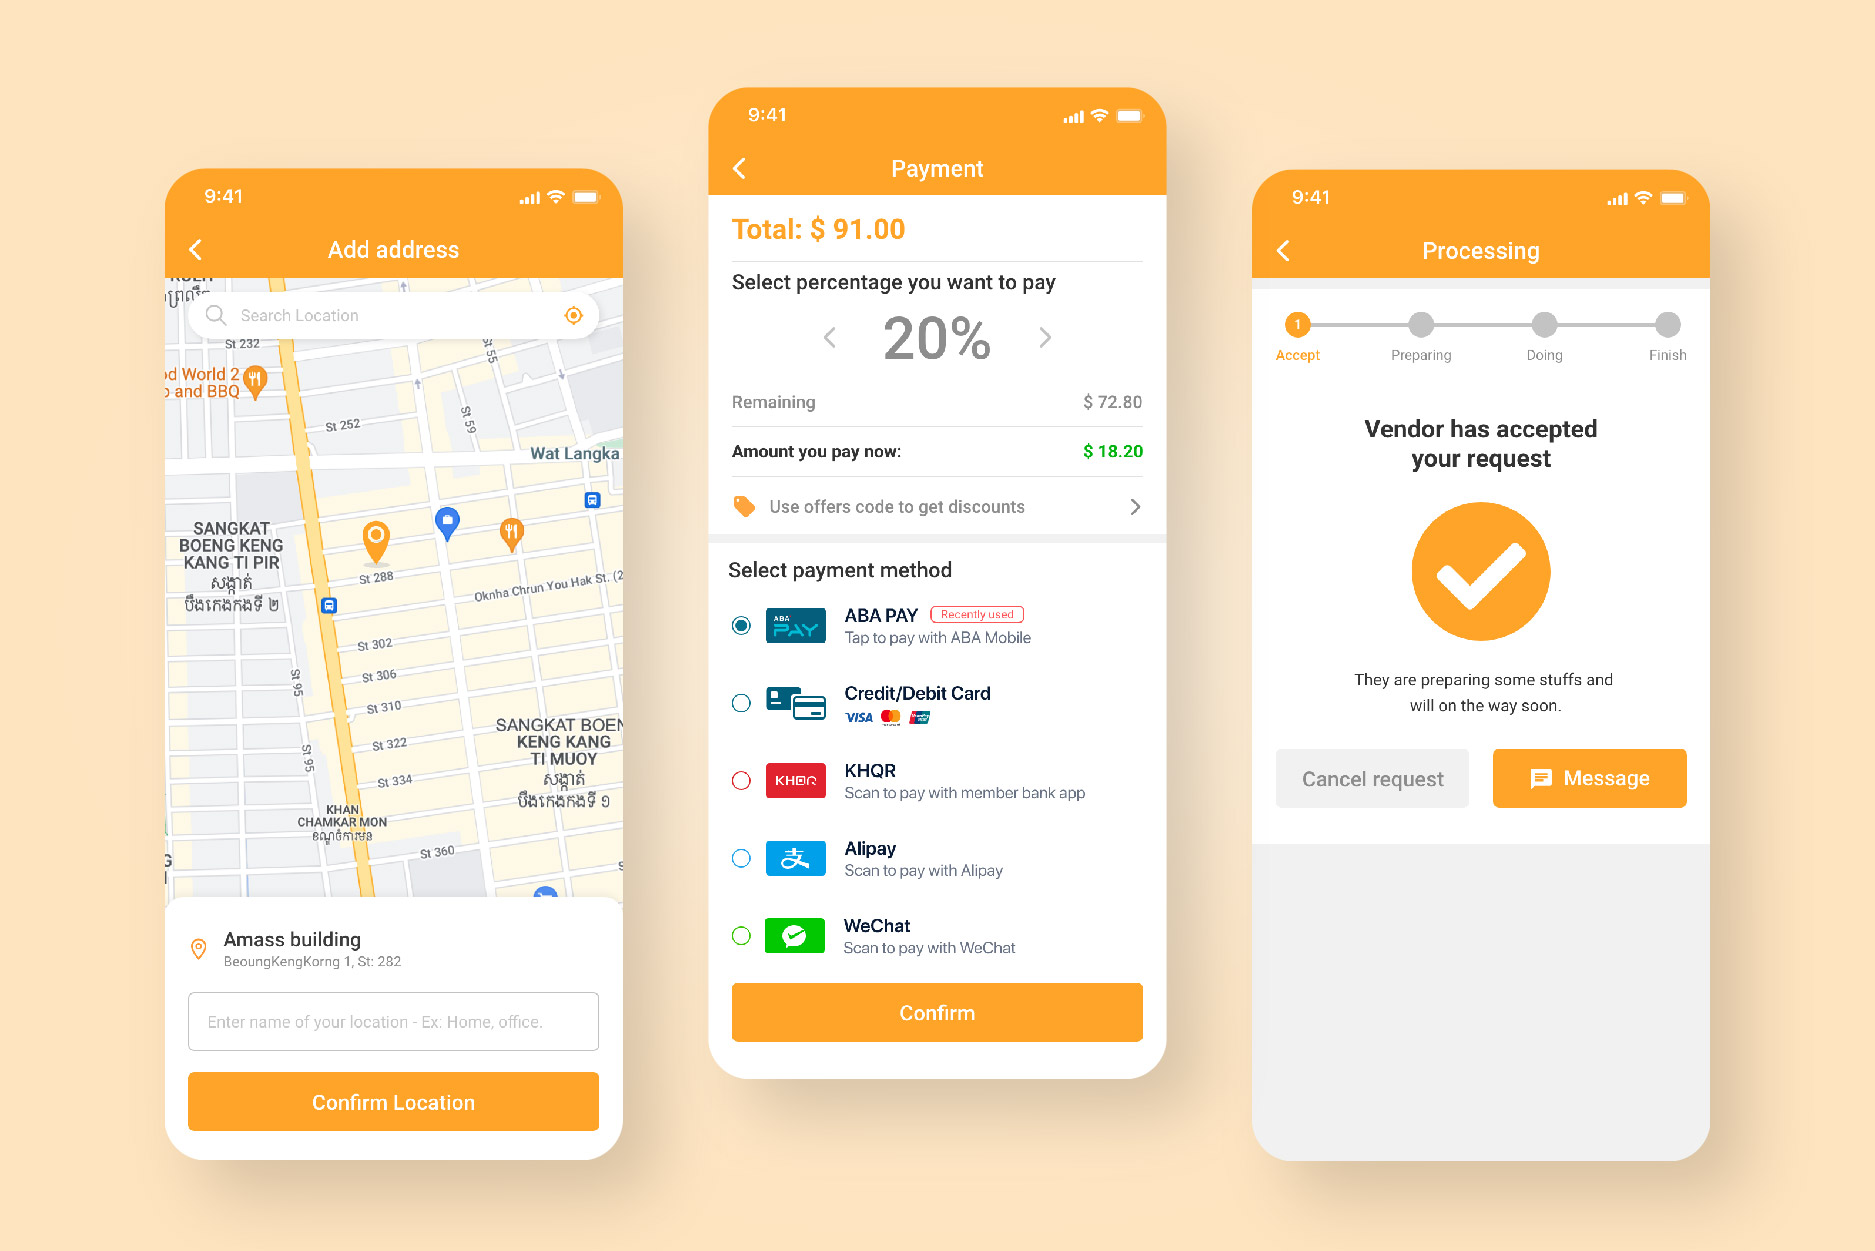 9:41
Add address
Search Location
St 232
St 55
od World 2
and BBQ
St 252
St 59
Wat Langka
SANGKAT
BOENG KENG
KANG TI PIR
សង្កាត់
បឹងកេងកងទី ២
St 288
Oknha Chrun You Hak St. (2
St 302
St 95
St 306
St 310
SANGKAT BOEN
KENG KANG
TI MUOY
សង្កាត់
បឹងកេងកងទី ១
St 322
St 95
St 334
KHAN
CHAMKAR MON
ខណ្ឌចំការមន
St 360
Amass building
BeoungKengKorng 1, St: 282
Enter name of your location - Ex: Home, office.
Confirm Location
9:41
Payment
Total: $ 91.00
Select percentage you want to pay
20%
Remaining $ 72.80
Amount you pay now: $ 18.20
Use offers code to get discounts
Select payment method
ABA PAY
ABA PAY Recently used
Tap to pay with ABA Mobile
Credit/Debit Card
VISA
KHQR
KHQR
Scan to pay with member bank app
支
Alipay
Scan to pay with Alipay
WeChat
Scan to pay with WeChat
Confirm
9:41
Processing
1
Accept Preparing Doing Finish
Vendor has accepted
your request
They are preparing some stuffs and
will on the way soon.
Cancel request Message